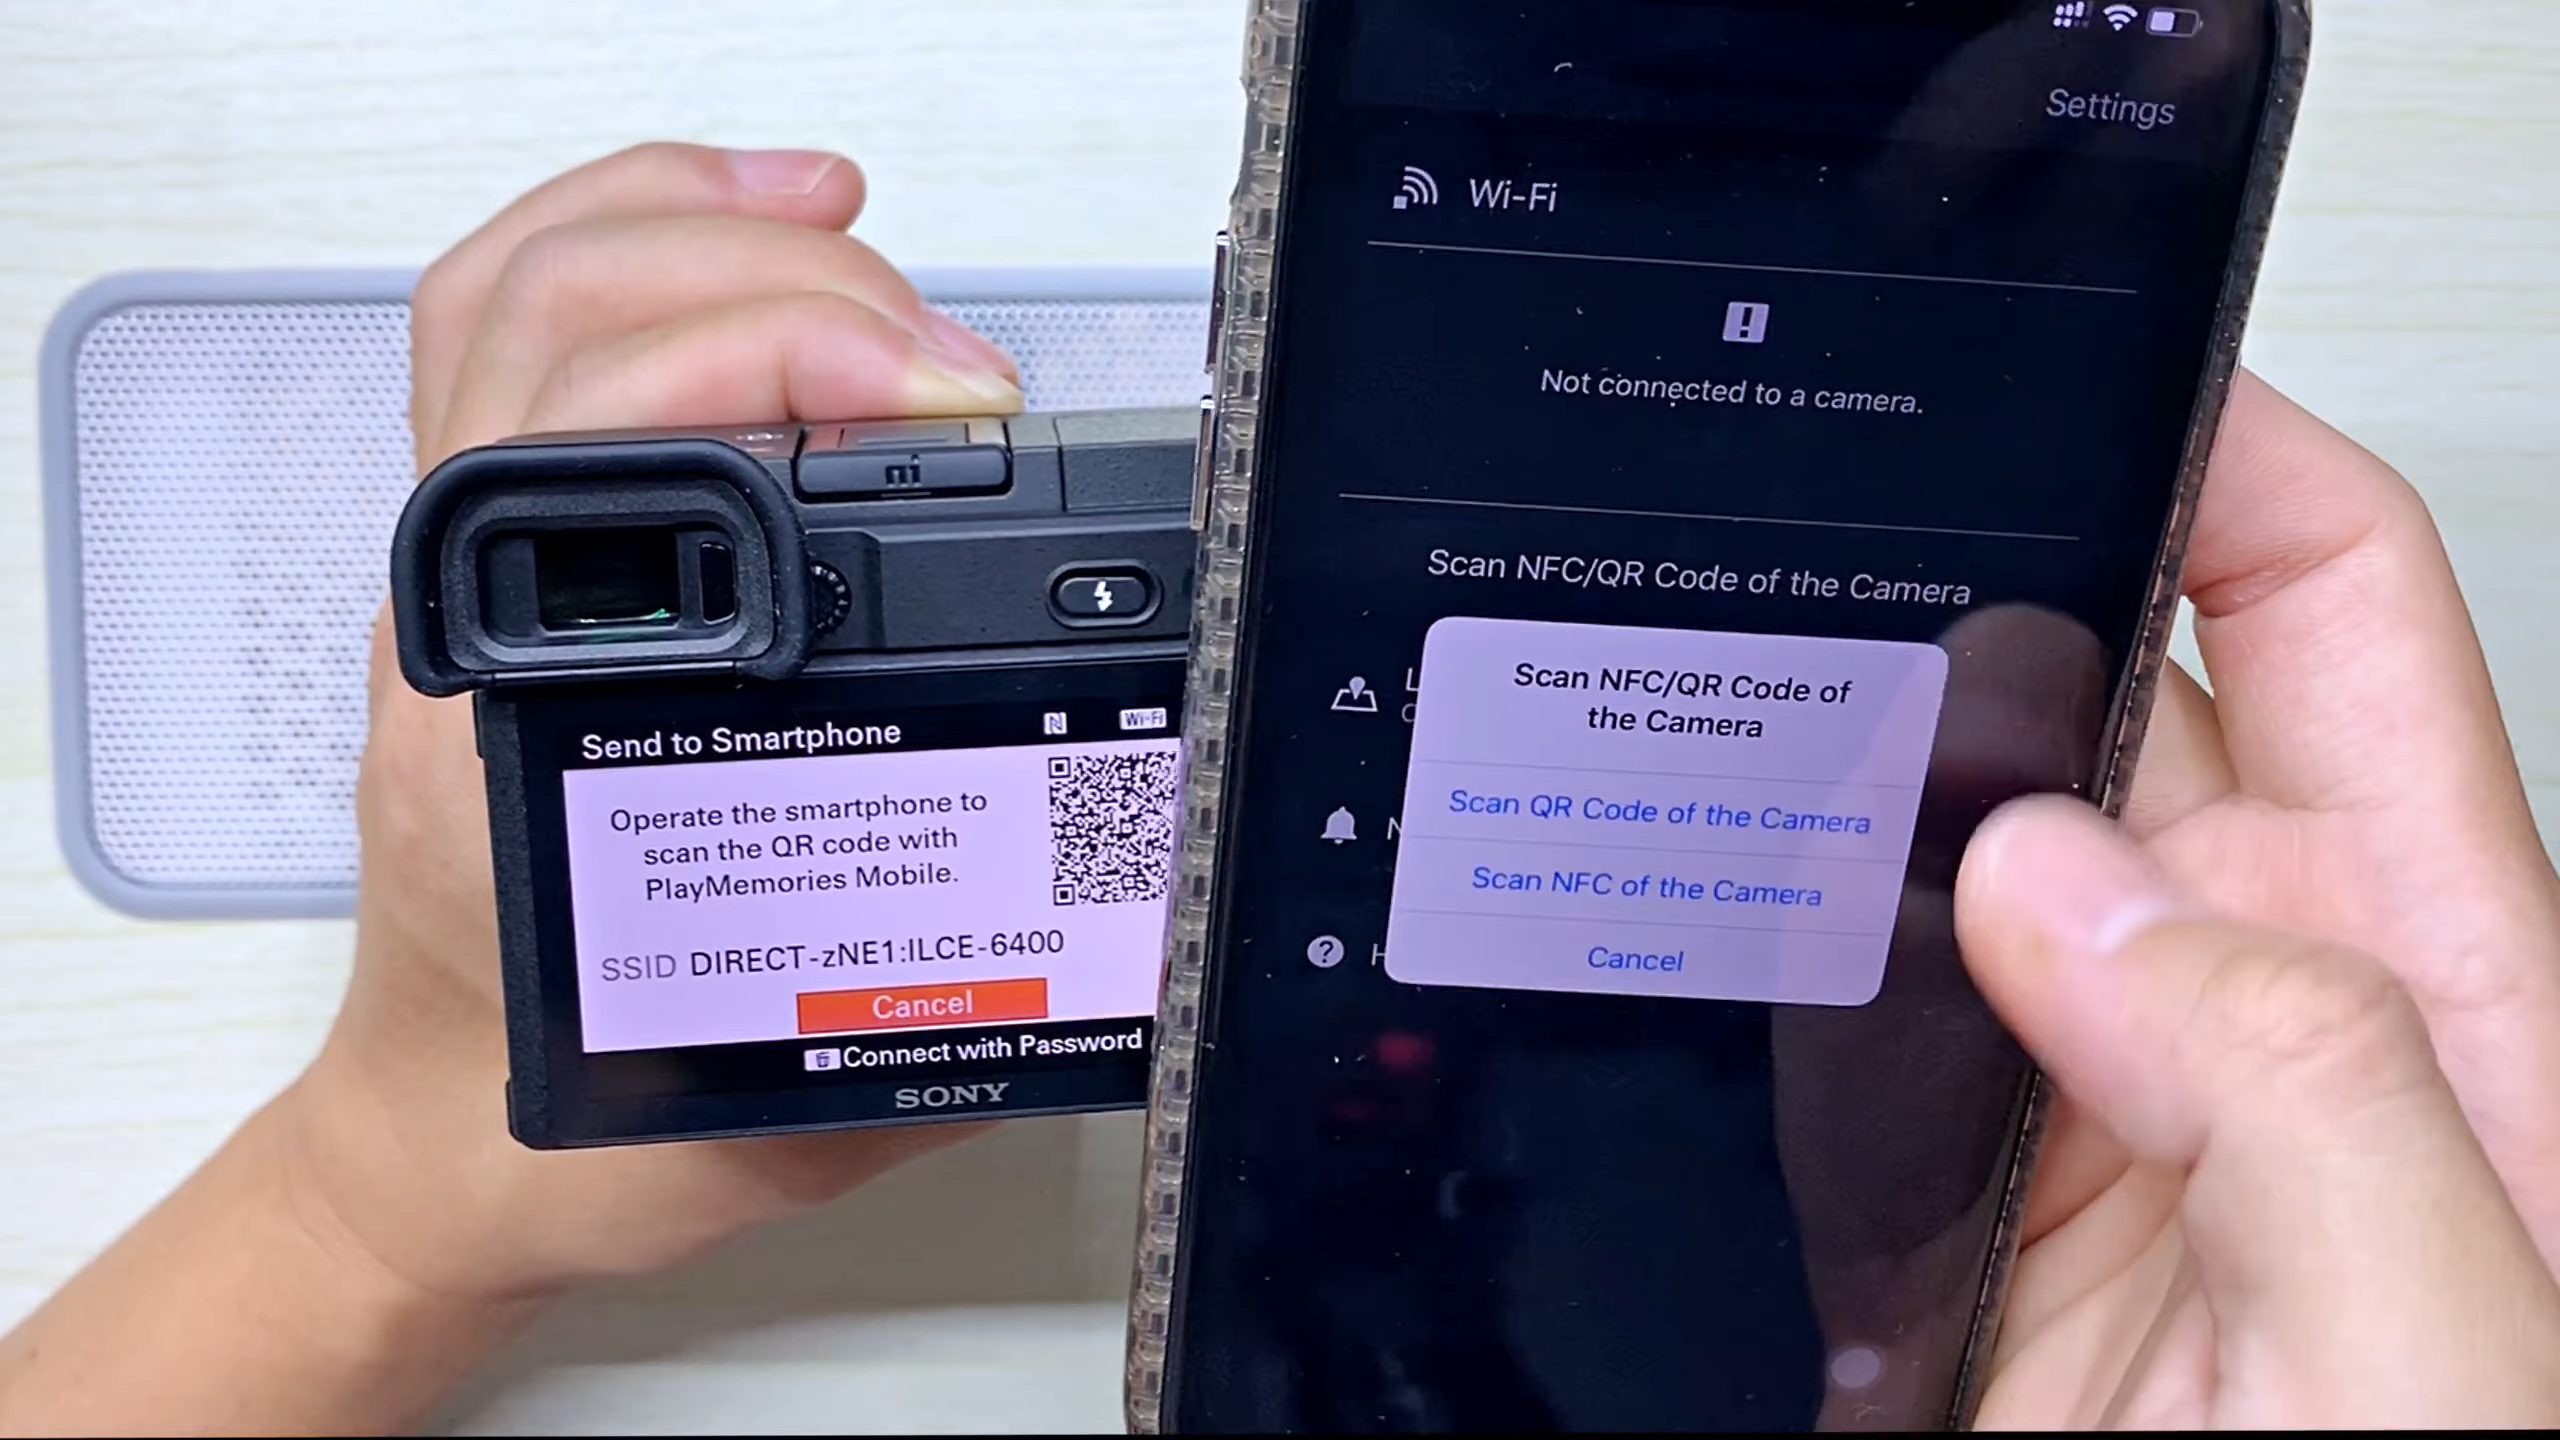 mi
Send to Smartphone
Wi-Fi
Operate the smartphone to
scan the QR code with
PlayMemories Mobile.
SSID DIRECT-zNE1:ILCE-6400
Cancel
Connect with Password
SONY
Settings
Wi-Fi
Not connected to a camera.
Scan NFC/QR Code of the Camera
Scan NFC/QR Code of
the Camera
Scan QR Code of the Camera
Scan NFC of the Camera
Cancel